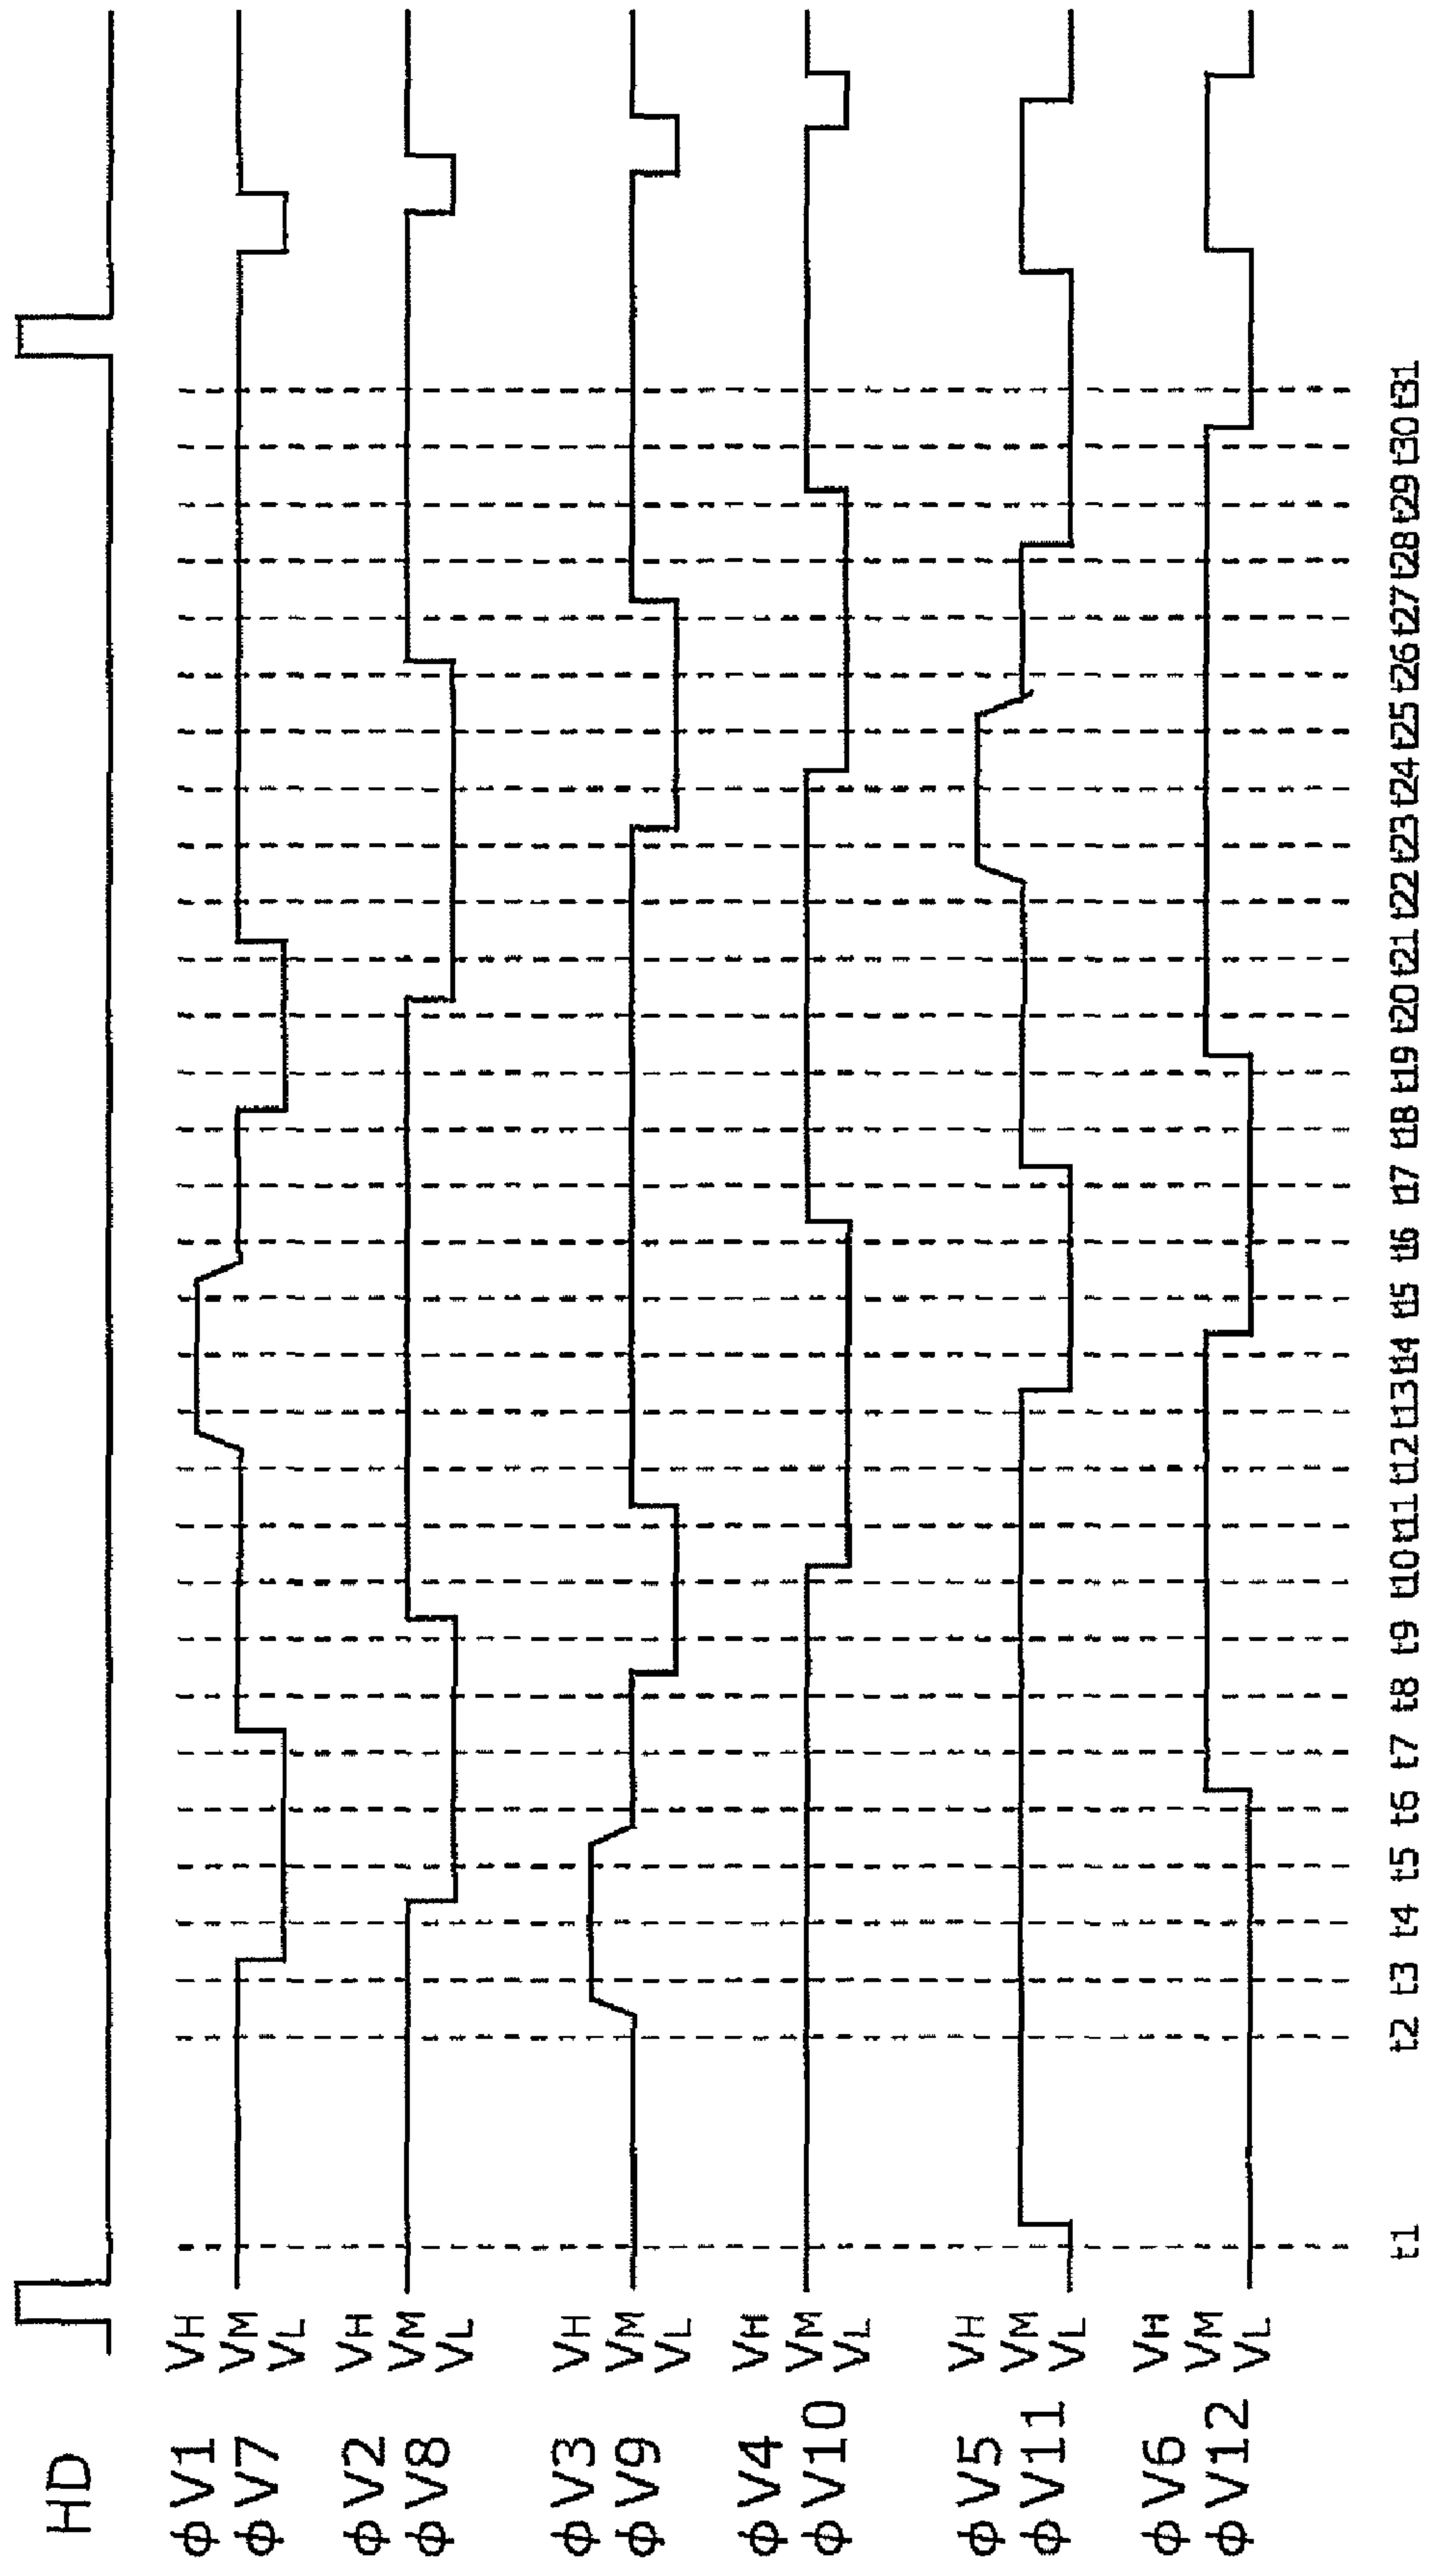 HD
φV1
φV7
VH
VM
VL
φV2
φV8
VH
VM
VL
φV3
φV9
VH
VM
VL
φV4
φV10
VH
VM
VL
φV5
φV11
VH
VM
VL
φV6
φV12
VH
VM
VL
t1 t2 t3 t4 t5 t6 t7 t8 t9 t10 t11 t12 t13 t14 t15 t16 t17 t18 t19 t20 t21 t22 t23 t24 t25 t26 t27 t28 t29 t30 t31